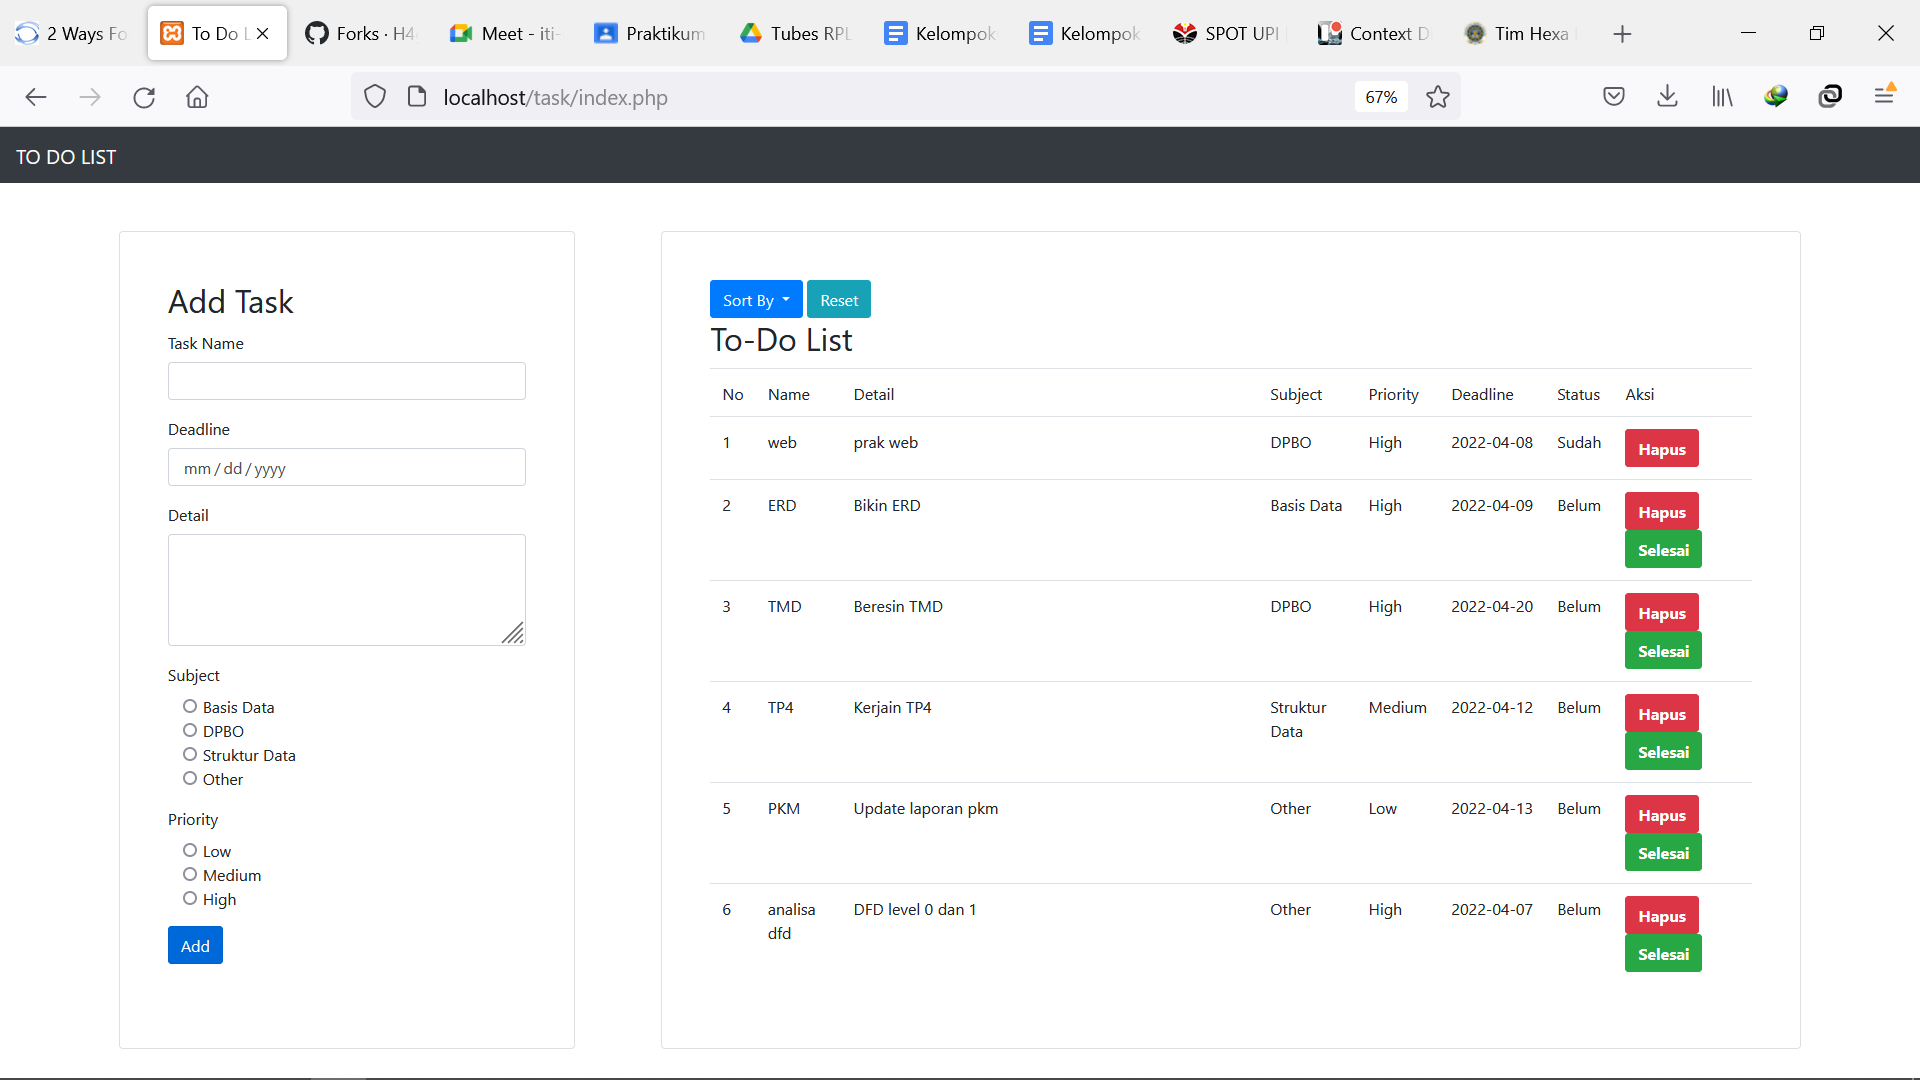 2 Ways Fo
To Do L
Forks · H4
Meet - iti-
Praktikum
Tubes RPL
Kelompok
Kelompok
SPOT UPI
Context D
Tim Hexa
localhost/task/index.php
67%
TO DO LIST
Add Task
Task Name
Deadline
mm / dd / yyyy
Detail
Subject
Basis Data
DPBO
Struktur Data
Other
Priority
Low
Medium
High
Add
Sort By Reset
To-Do List
No Name Detail Subject Priority Deadline Status Aksi
1 web prak web DPBO High 2022-04-08 Sudah Hapus
2 ERD Bikin ERD Basis Data High 2022-04-09 Belum Hapus
Selesai
3 TMD Beresin TMD DPBO High 2022-04-20 Belum Hapus
Selesai
4 TP4 Kerjain TP4 Struktur Medium 2022-04-12 Belum Hapus
Data Selesai
5 PKM Update laporan pkm Other Low 2022-04-13 Belum Hapus
Selesai
6 analisa DFD level 0 dan 1 Other High 2022-04-07 Belum Hapus
dfd Selesai